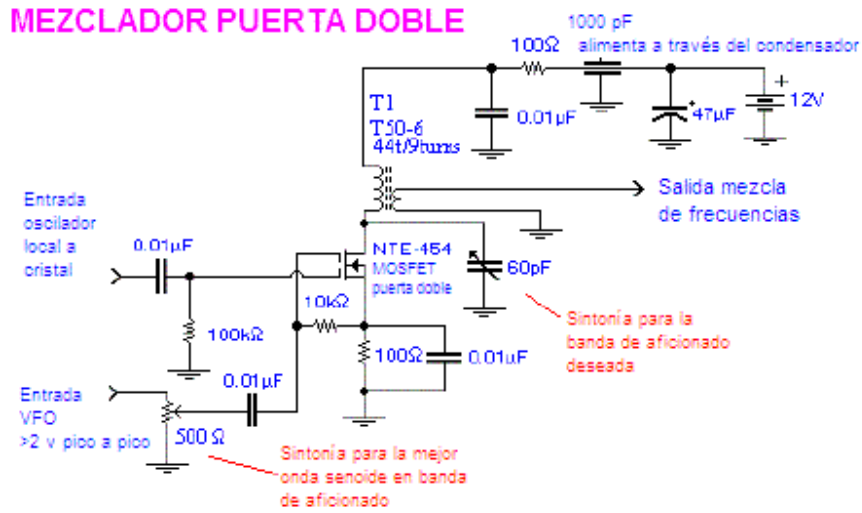 MEZCLADOR PUERTA DOBLE
1000 pF
alimenta a través del condensador
100Ω
T1
T50-6
44t/9turns
0.01µF
47µF
12V
Salida mezcla
de frecuencias
Entrada
oscilador
local a
cristal
0.01µF
NTE-454
MOSFET
puerta doble
60pF
10kΩ
100kΩ
Sintonía para la
banda de aficionado
deseada
100Ω
0.01µF
0.01µF
Entrada
VFO
>2 v pico a pico
500 Ω
Sintonía para la mejor
onda senoide en banda
de aficionado